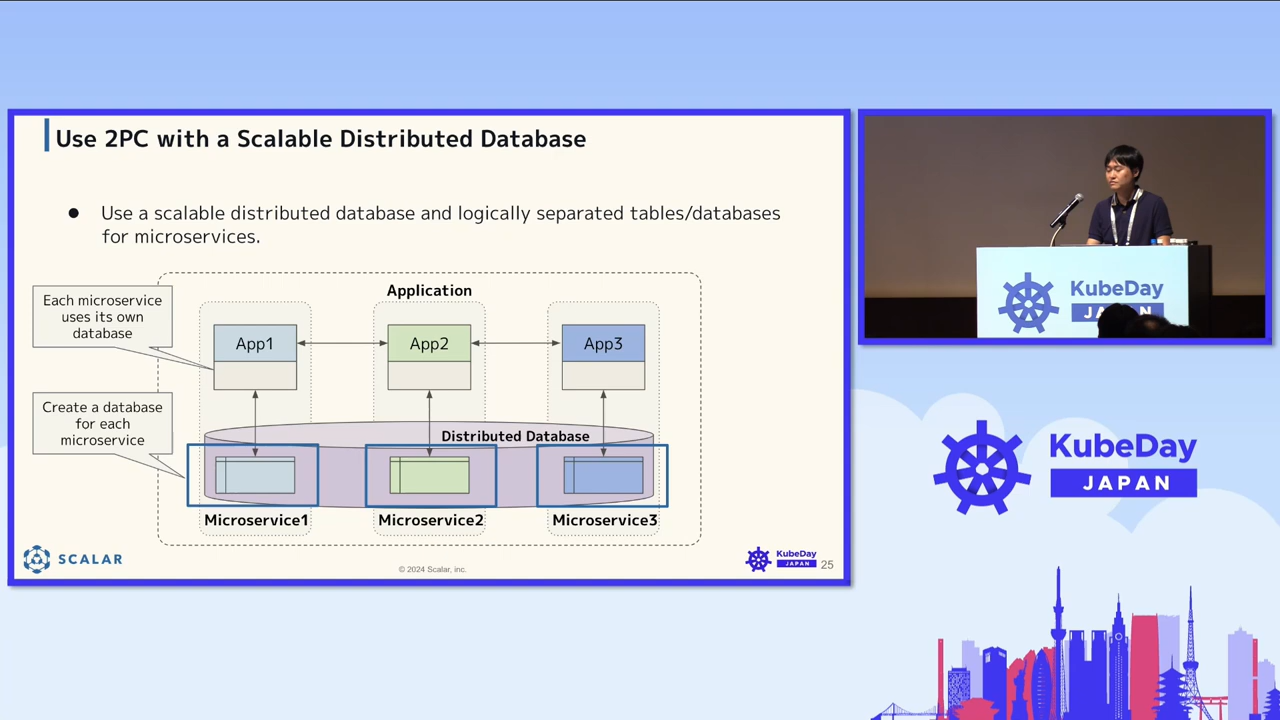 Use 2PC with a Scalable Distributed Database
● Use a scalable distributed database and logically separated tables/databases
for microservices.
Application
Each microservice
uses its own
database
App1
App2
App3
Create a database
for each
microservice
Distributed Database
Microservice1
Microservice2
Microservice3
SCALAR
© 2024 Scalar, inc.
KubeDay
JAPAN
25
KubeDay
JAPAN
KubeDay
JAPAN